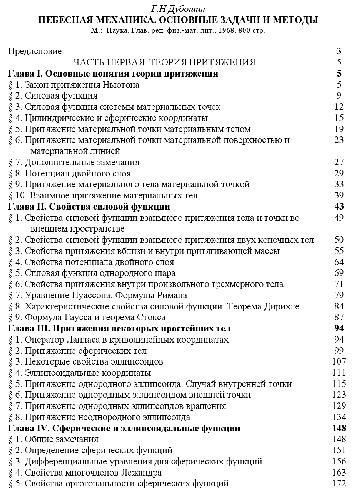 Г.Н Дубошин
НЕБЕСНАЯ МЕХАНИКА. ОСНОВНЫЕ ЗАДАЧИ И МЕТОДЫ
М.: Наука. Глав. ред. физ.-мат. лит., 1968. 800 стр.
Предисловие 3
ЧАСТЬ ПЕРВАЯ. ТЕОРИЯ ПРИТЯЖЕНИЯ 5
Глава I. Основные понятия теории притяжения 5
§ 1. Закон притяжения Ньютона 5
§ 2. Силовая функция 9
§ 3. Силовая функция системы материальных точек 12
§ 4. Цилиндрические и сферические координаты 15
§ 5. Притяжение материальной точки материальным телом 19
§ 6. Притяжение материальной точки материальной поверхностью и 23
материальной линией
§ 7. Дополнительные замечания 27
§ 8. Потенциал двойного слоя 29
§ 9. Притяжение материального тела материальной точкой 33
§ 10. Взаимное притяжение материальных тел 39
Глава II. Свойства силовой функции 43
§ 1. Свойства силовой функции взаимного притяжения тела и точки во 49
внешнем пространстве
§ 2. Свойства силовой функции взаимного притяжения двух конечных тел 50
§ 3. Свойства притяжения вблизи и внутри притягивающей массы 55
§ 4. Свойства потенциала двойного слоя 64
§ 5. Силовая функция однородного шара 69
§ 6. Свойства притяжения внутри произвольного трехмерного тела 71
§ 7. Уравнение Пуассона. Формулы Римана 79
§ 8. Характеристические свойства силовой функции. Теорема Дирихле 84
§ 9. Формула Гаусса и теорема Стокса 87
Глава III. Притяжения некоторых простейших тел 94
§ 1. Оператор Лапласа в криволинейных координатах 94
§ 2. Притяжение сферических тел 99
§ 3. Некоторые свойства эллипсоидов 107
§ 4. Эллипсоидальные координаты 111
§ 5. Притяжение однородного эллипсоида. Случай внутренней точки 115
§ 6. Притяжение однородным эллипсоидом внешней точки 123
§ 7. Притяжение однородных эллипсоидов вращения 129
§ 8. Притяжение неоднородного эллипсоида 134
Глава IV. Сферические и эллипсоидальные функции 148
§ 1. Общие замечания 148
§ 2. Определение сферических функций 151
§ 3. Дифференциальные уравнения для сферических функций 156
§ 4. Свойства многочленов Лежандра 163
§ 5. Свойства ортогональности сферических функций 172